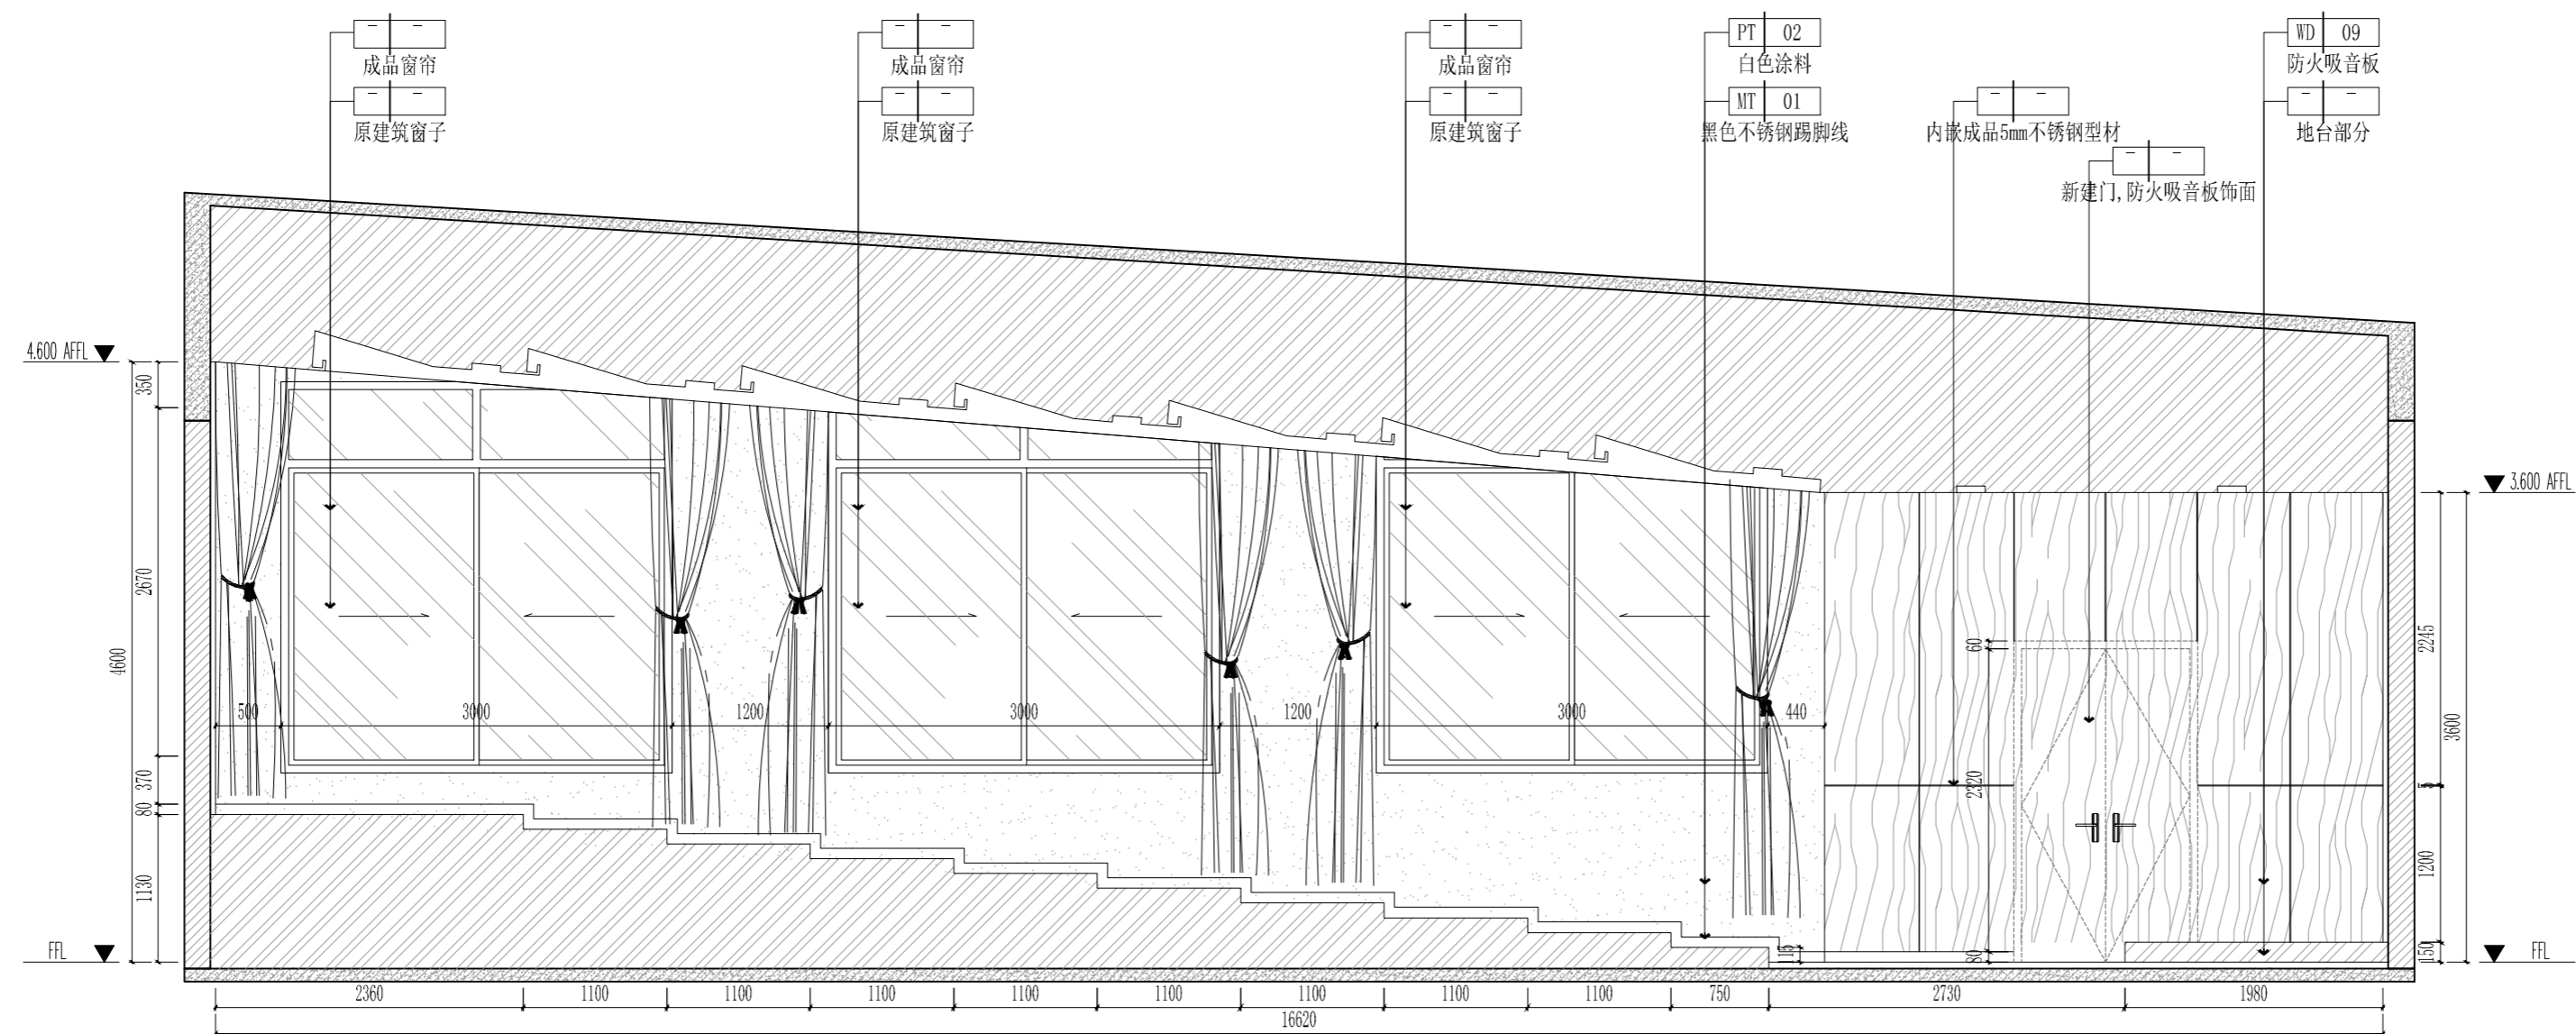 - -
成品窗帘
- -
原建筑窗子
- -
成品窗帘
- -
原建筑窗子
- -
成品窗帘
- -
原建筑窗子
PT 02
白色涂料
MT 01
黑色不锈钢踢脚线
- -
内嵌成品5mm不锈钢型材
- -
新建门,防火吸音板饰面
WD 09
防火吸音板
- -
地台部分
4.600 AFFL
350
2670
4600
370
80
1130
FFL
500
3000
1200
3000
1200
3000
440
3.600 AFFL
60
2320
80
2245
5
3600
1200
150
FFL
2360
1100
1100
1100
1100
1100
1100
1100
1100
750
2730
1980
16620